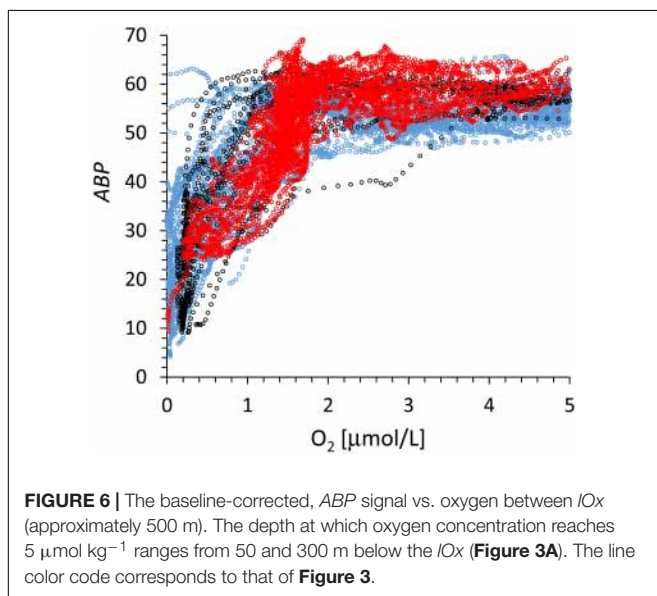 70
60
50
40
30
20
10
0
ABP
0 1 2 3 4 5
O₂ [μmol/L]
FIGURE 6 | The baseline-corrected, ABP signal vs. oxygen between lOx
(approximately 500 m). The depth at which oxygen concentration reaches
5 μmol kg⁻¹ ranges from 50 and 300 m below the lOx (Figure 3A). The line
color code corresponds to that of Figure 3.